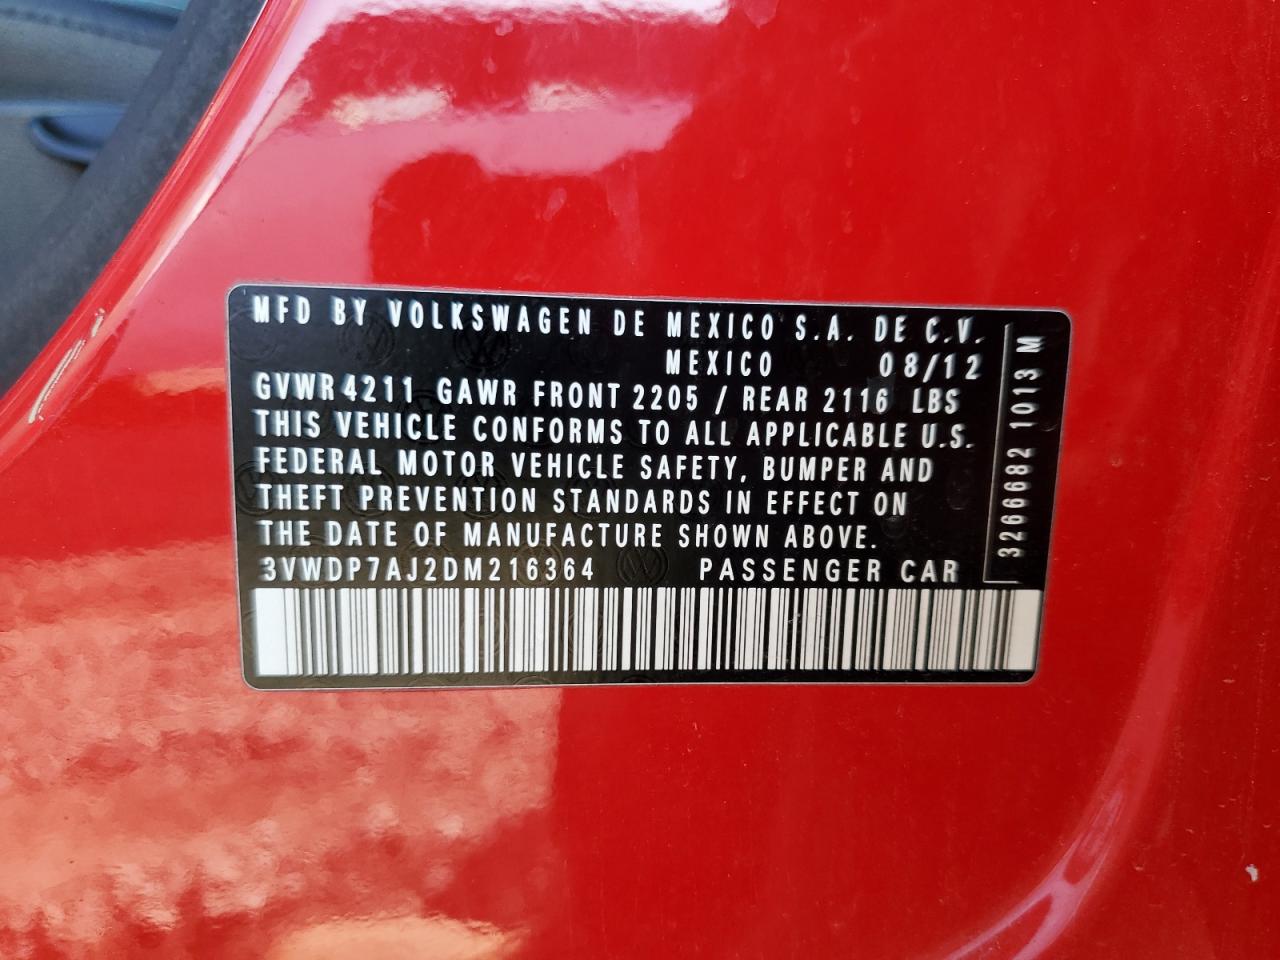 MFD BY VOLKSWAGEN DE MEXICO S.A. DE C.V.
MEXICO 08/12
GVWR 4211 GAWR FRONT 2205 / REAR 2116 LBS
THIS VEHICLE CONFORMS TO ALL APPLICABLE U.S.
FEDERAL MOTOR VEHICLE SAFETY, BUMPER AND
THEFT PREVENTION STANDARDS IN EFFECT ON
THE DATE OF MANUFACTURE SHOWN ABOVE.
3VWDP7AJ2DM216364 PASSENGER CAR
3266682 1013 M